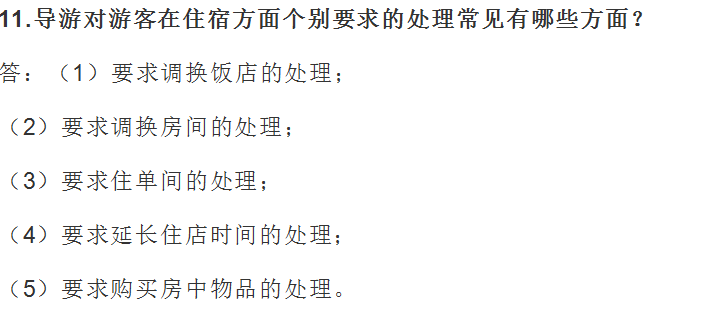 11.导游对游客在住宿方面个别要求的处理常见有哪些方面？
答：（1）要求调换饭店的处理；
（2）要求调换房间的处理；
（3）要求住单间的处理；
（4）要求延长住店时间的处理；
（5）要求购买房中物品的处理。